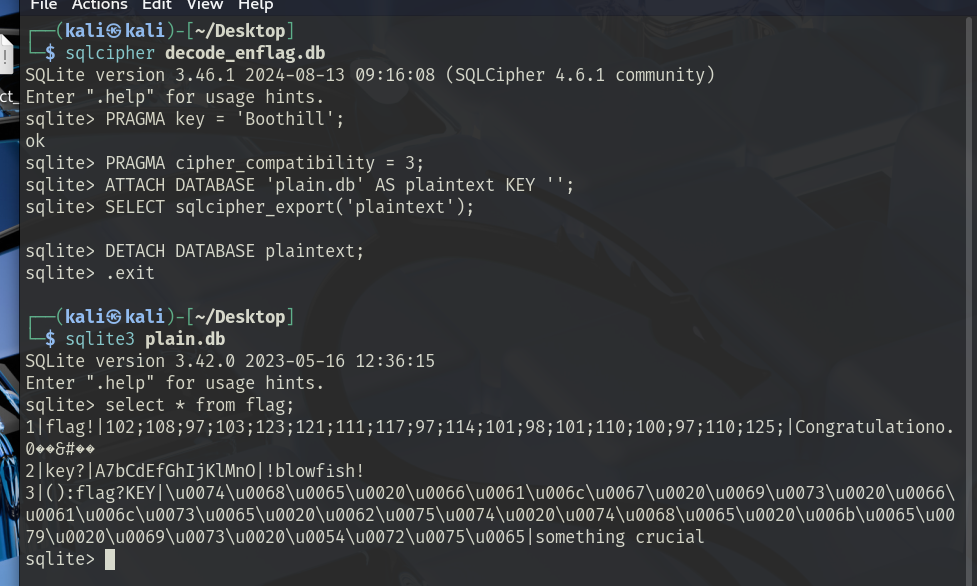 File Actions Edit View Help
┌──(kali㉿kali)-[~/Desktop]
└─$ sqlcipher decode_enflag.db
SQLite version 3.46.1 2024-08-13 09:16:08 (SQLCipher 4.6.1 community)
Enter ".help" for usage hints.
sqlite> PRAGMA key = 'Boothill';
ok
sqlite> PRAGMA cipher_compatibility = 3;
sqlite> ATTACH DATABASE 'plain.db' AS plaintext KEY '';
sqlite> SELECT sqlcipher_export('plaintext');
sqlite> DETACH DATABASE plaintext;
sqlite> .exit
┌──(kali㉿kali)-[~/Desktop]
└─$ sqlite3 plain.db
SQLite version 3.42.0 2023-05-16 12:36:15
Enter ".help" for usage hints.
sqlite> select * from flag;
1|flag!|102;108;97;103;123;121;111;117;97;114;101;98;101;110;100;97;110;125;|Congratulationo.
0��&#��
2|key?|A7bCdEfGhIjKlMnO|!blowfish!
3|():flag?KEY|\u0074\u0068\u0065\u0020\u0066\u0061\u006c\u0067\u0020\u0069\u0073\u0020\u0066\
u0061\u006c\u0073\u0065\u0020\u0062\u0075\u0074\u0020\u0074\u0068\u0065\u0020\u006b\u0065\u00
79\u0020\u0069\u0073\u0020\u0054\u0072\u0075\u0065|something crucial
sqlite>
ct_